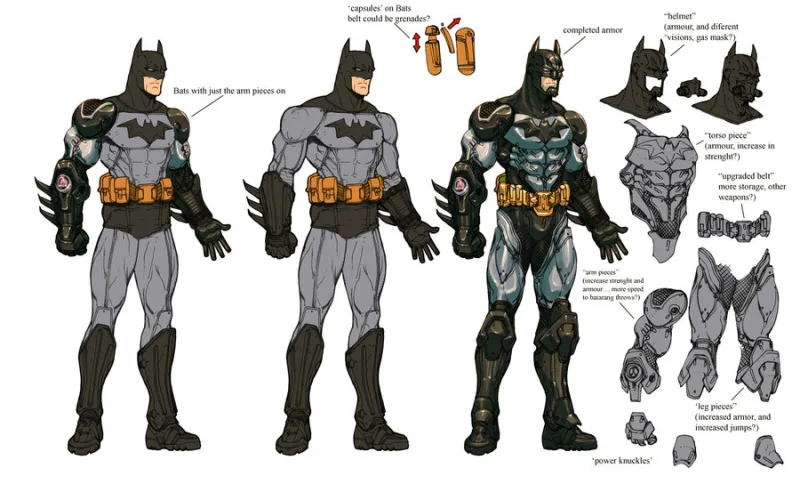 'capsules' on Bats
belt could be grenades?
completed armor
"helmet"
(armour, and diferent
'visions, gas mask?)
Bats with just the arm pieces on
"torso piece"
(armour, increase in
strenght?)
"upgraded belt"
more storage, other
weapons?)
"arm pieces"
(increase strenght and
armour ... more speed
to batarang throws?)
'leg pieces"
(increased armor, and
increased jumps?)
'power knuckles'